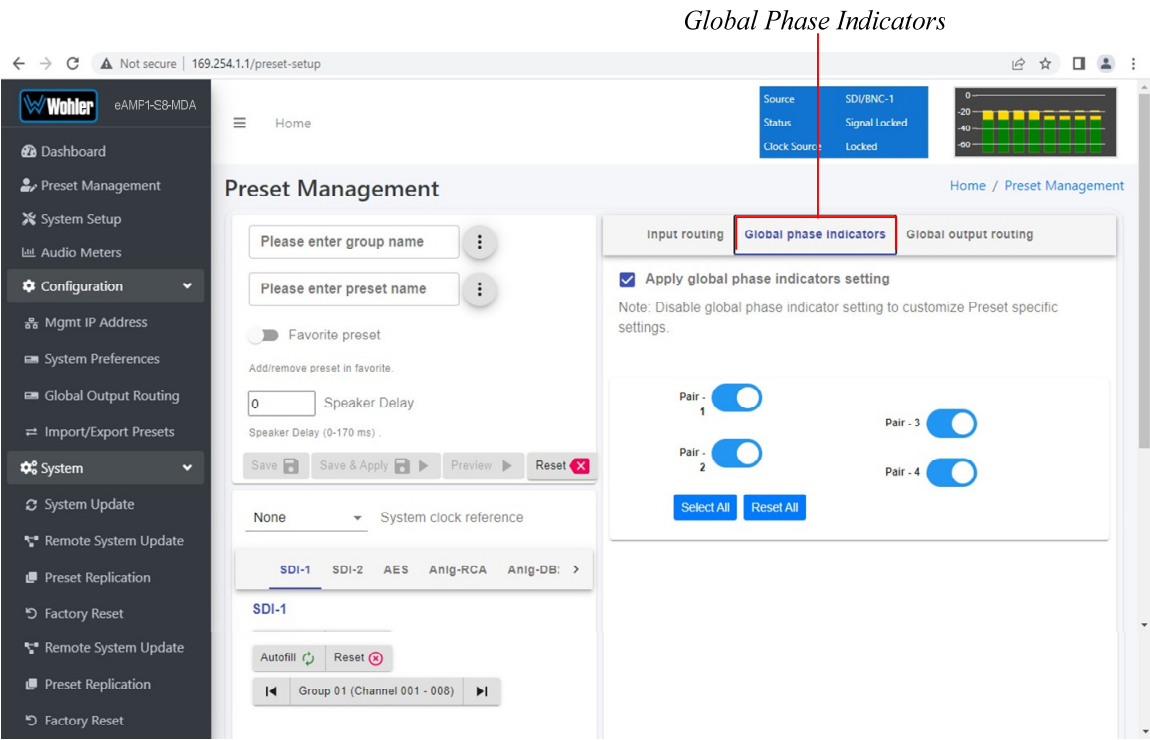 Global Phase Indicators
Not secure | 169.254.1.1/preset-setup
Wohler eAMP1-S8-MDA
Dashboard
Preset Management
System Setup
Audio Meters
Configuration
Mgmt IP Address
System Preferences
Global Output Routing
Import/Export Presets
System
System Update
Remote System Update
Preset Replication
Factory Reset
Remote System Update
Preset Replication
Factory Reset
Home
Source SDI/BNC-1
Status Signal Locked
Clock Source Locked
0
-20
-40
-60
Preset Management
Home / Preset Management
Please enter group name
Please enter preset name
Favorite preset
Add/remove preset in favorite.
0 Speaker Delay
Speaker Delay (0-170 ms) .
Save Save & Apply Preview Reset
None System clock reference
SDI-1 SDI-2 AES Anlg-RCA Anlg-DB:
SDI-1
Autofill Reset
Group 01 (Channel 001 - 008)
Input routing Global phase indicators Global output routing
Apply global phase indicators setting
Note: Disable global phase indicator setting to customize Preset specific
settings.
Pair -
1
Pair - 3
Pair -
2
Pair - 4
Select All Reset All